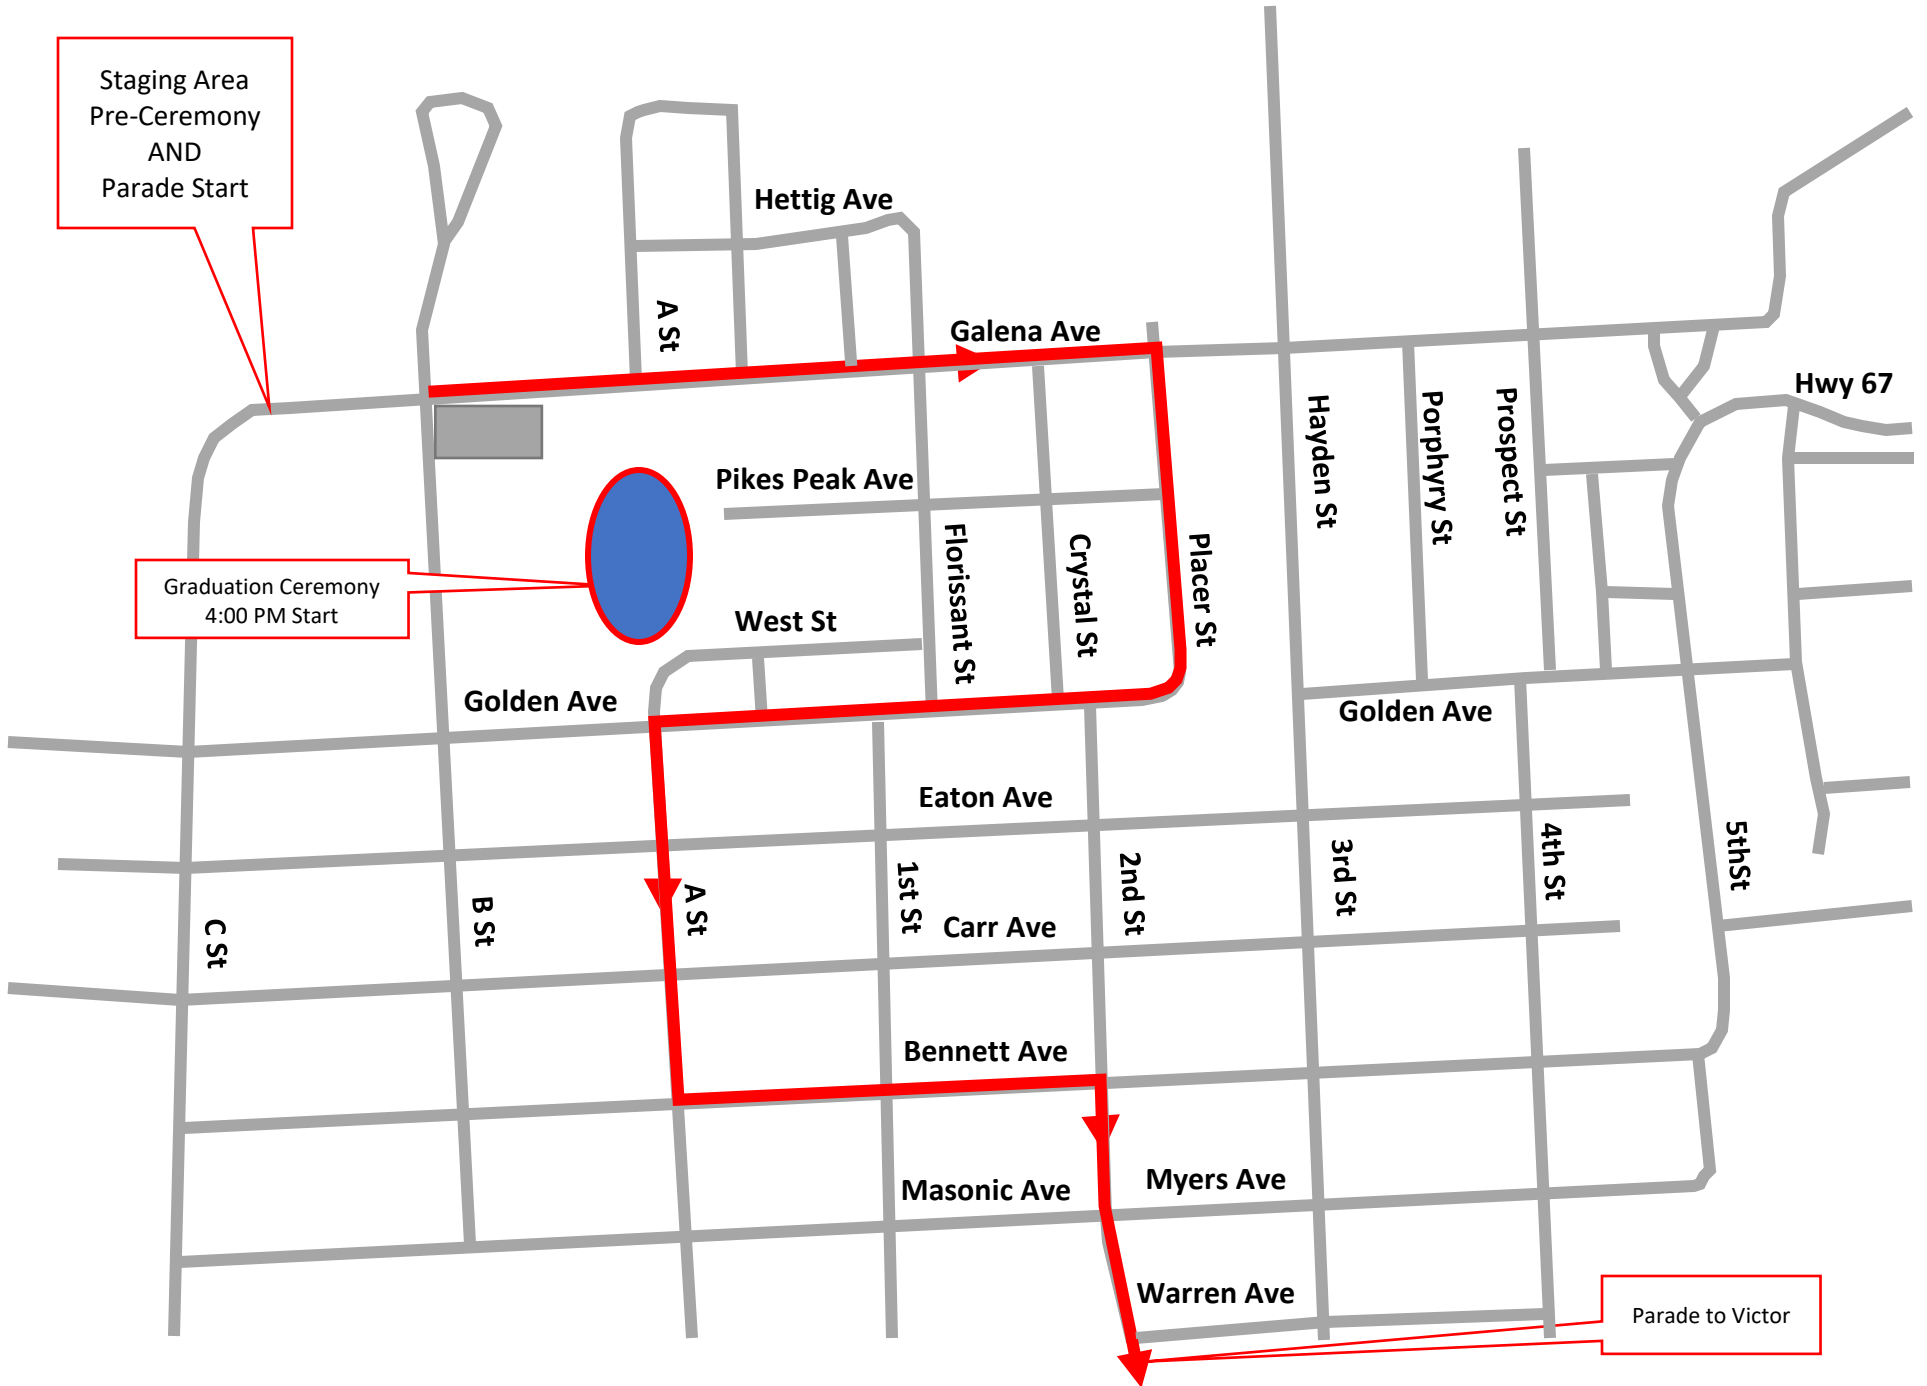 Staging Area
Pre-Ceremony
AND
Parade Start
Hettig Ave
A St
Galena Ave
Hwy 67
Hayden St
Porphyry St
Prospect St
Pikes Peak Ave
Florissant St
Crystal St
Placer St
Graduation Ceremony
4:00 PM Start
West St
Golden Ave
Golden Ave
Eaton Ave
C St
B St
A St
1st St
2nd St
3rd St
4th St
5thSt
Carr Ave
Bennett Ave
Masonic Ave
Myers Ave
Warren Ave
Parade to Victor